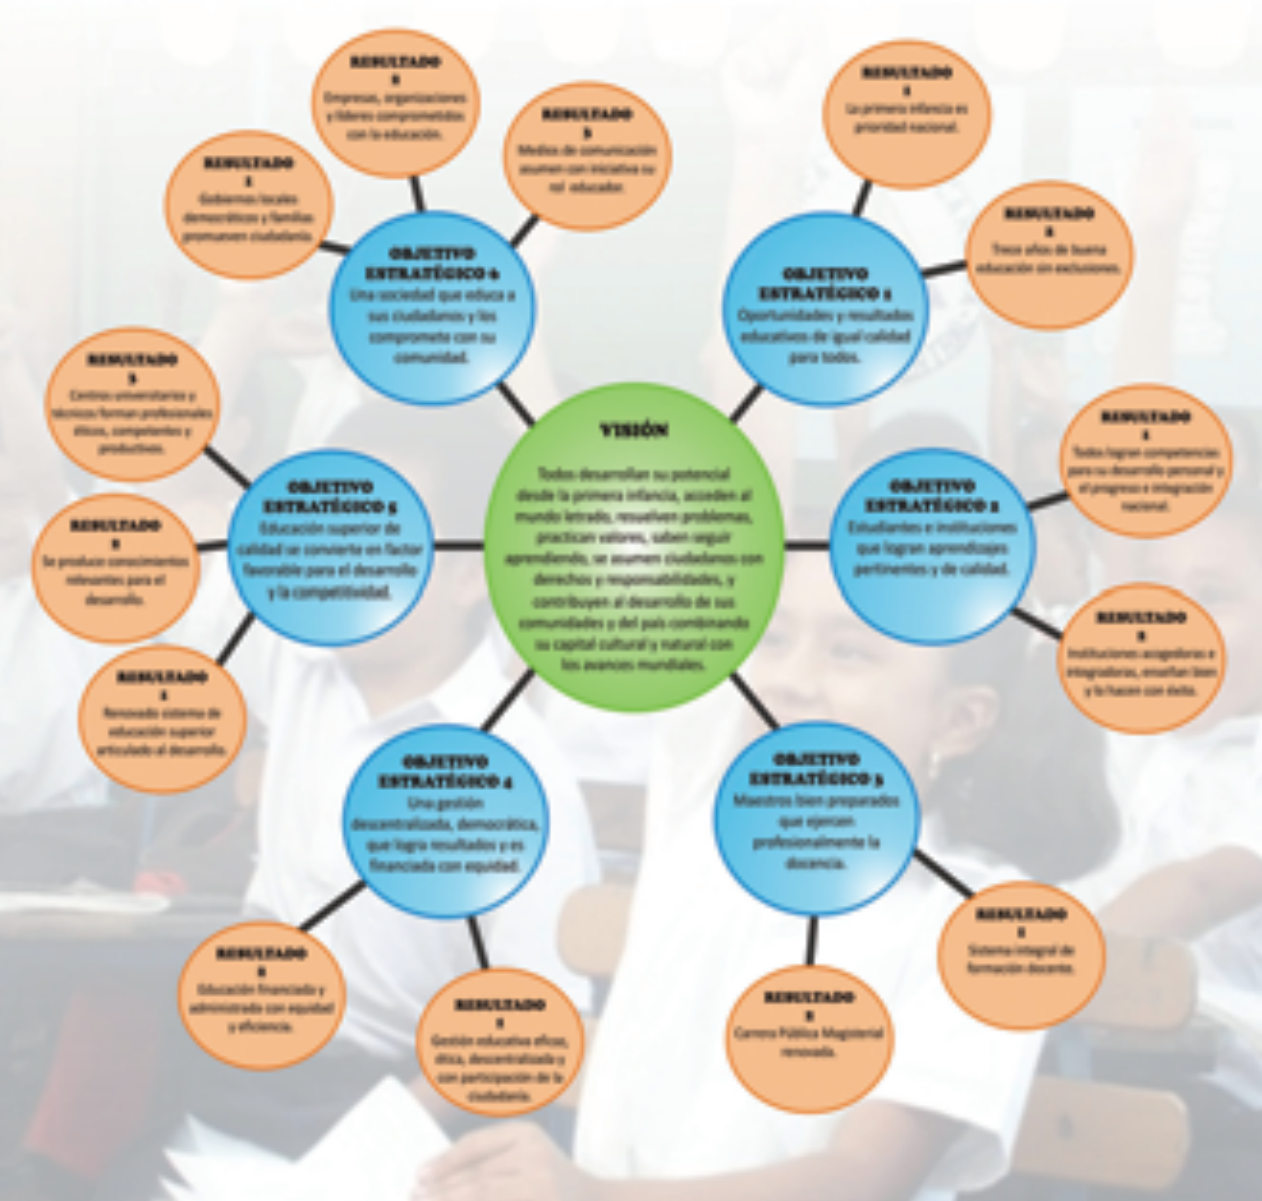 VISIÓN
Todos desarrollan su potencial
desde la primera infancia, acceden al
mundo letrado, resuelven problemas,
practican valores, saben seguir
aprendiendo, se asumen ciudadanos con
derechos y responsabilidades, y
contribuyen al desarrollo de sus
comunidades y del país combinando
su capital cultural y natural con
los avances mundiales.
OBJETIVO
ESTRATÉGICO 1
Oportunidades y resultados
educativos de igual calidad
para todos.
RESULTADO
1
La primera infancia es
prioridad nacional.
RESULTADO
2
Trece años de buena
educación sin exclusiones.
OBJETIVO
ESTRATÉGICO 2
Estudiantes e instituciones
que logran aprendizajes
pertinentes y de calidad.
RESULTADO
1
Todos logran competencias
para su desarrollo personal y
el progreso e integración
nacional.
RESULTADO
2
Instituciones acogedoras e
integradoras, enseñan bien
y lo hacen con éxito.
OBJETIVO
ESTRATÉGICO 3
Maestros bien preparados
que ejercen
profesionalmente la
docencia.
RESULTADO
1
Sistema integral de
formación docente.
RESULTADO
2
Carrera Pública Magisterial
renovada.
OBJETIVO
ESTRATÉGICO 4
Una gestión
descentralizada, democrática,
que logra resultados y es
financiada con equidad.
RESULTADO
1
Gestión educativa eficaz,
ética, descentralizada y
con participación de la
ciudadanía.
RESULTADO
2
Educación financiada y
administrada con equidad
y eficiencia.
OBJETIVO
ESTRATÉGICO 5
Educación superior de
calidad se convierte en factor
favorable para el desarrollo
y la competitividad.
RESULTADO
1
Renovado sistema de
educación superior
articulado al desarrollo.
RESULTADO
2
Se produce conocimientos
relevantes para el
desarrollo.
RESULTADO
3
Centros universitarios y
técnicos forman profesionales
éticos, competentes y
productivos.
OBJETIVO
ESTRATÉGICO 6
Una sociedad que educa a
sus ciudadanos y los
compromete con su
comunidad.
RESULTADO
1
Gobiernos locales
democráticos y familias
promueven ciudadanía.
RESULTADO
2
Empresas, organizaciones
y líderes comprometidos
con la educación.
RESULTADO
3
Medios de comunicación
asumen con iniciativa su
rol educador.